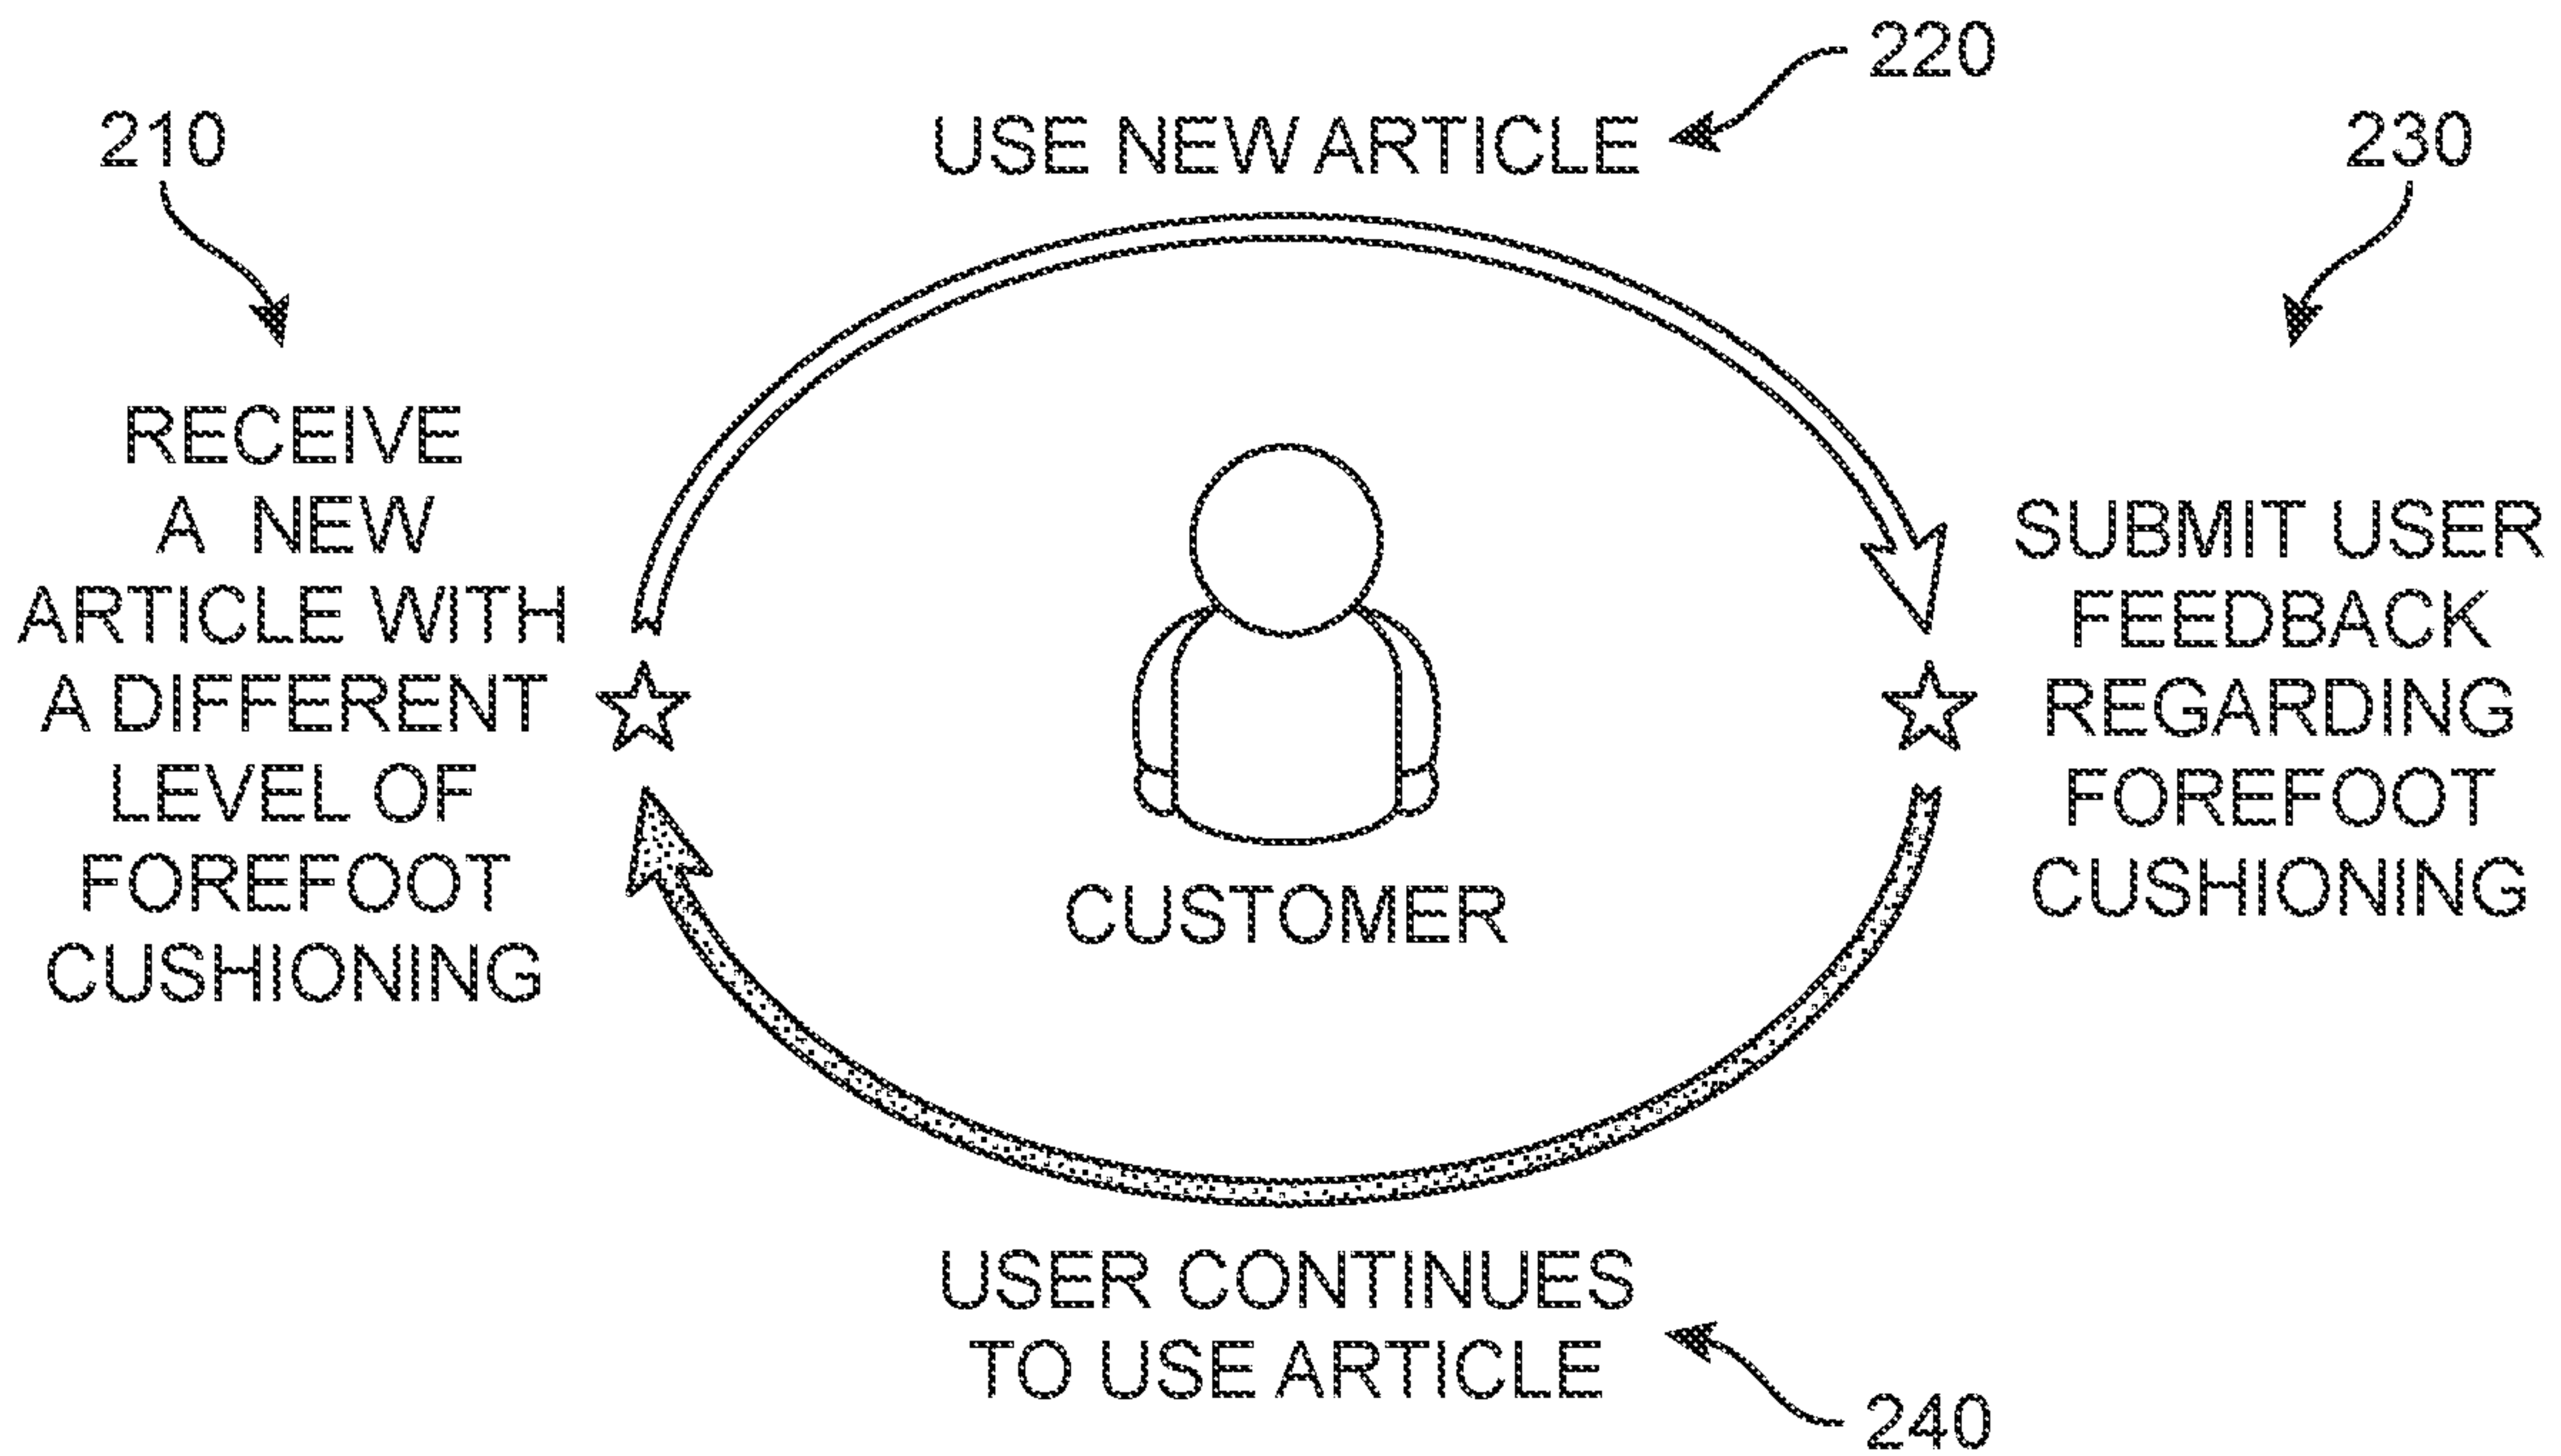 220
USE NEW ARTICLE
210
230
RECEIVE
A NEW
ARTICLE WITH
A DIFFERENT
LEVEL OF
FOREFOOT
CUSHIONING
SUBMIT USER
FEEDBACK
REGARDING
FOREFOOT
CUSHIONING
CUSTOMER
USER CONTINUES
TO USE ARTICLE
240